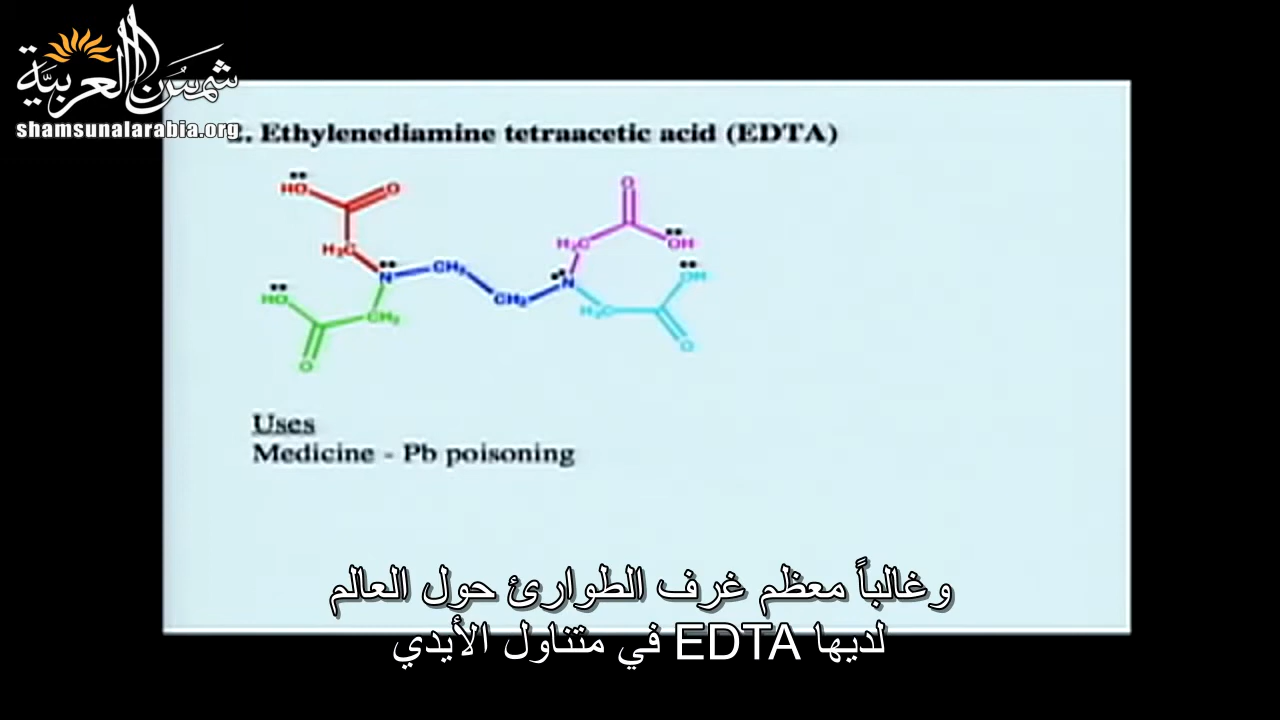 شمس العربية
shamsunalarabia.org
2. Ethylenediamine tetraacetic acid (EDTA)
HO
O
H₂C
N
CH₂
HO
CH₂
O
CH₂
N
O
H₂C
OH
OH
H₂C
O
Uses
Medicine - Pb poisoning
وغالباً معظم غرف الطوارئ حول العالم
لديها EDTA في متناول الأيدي